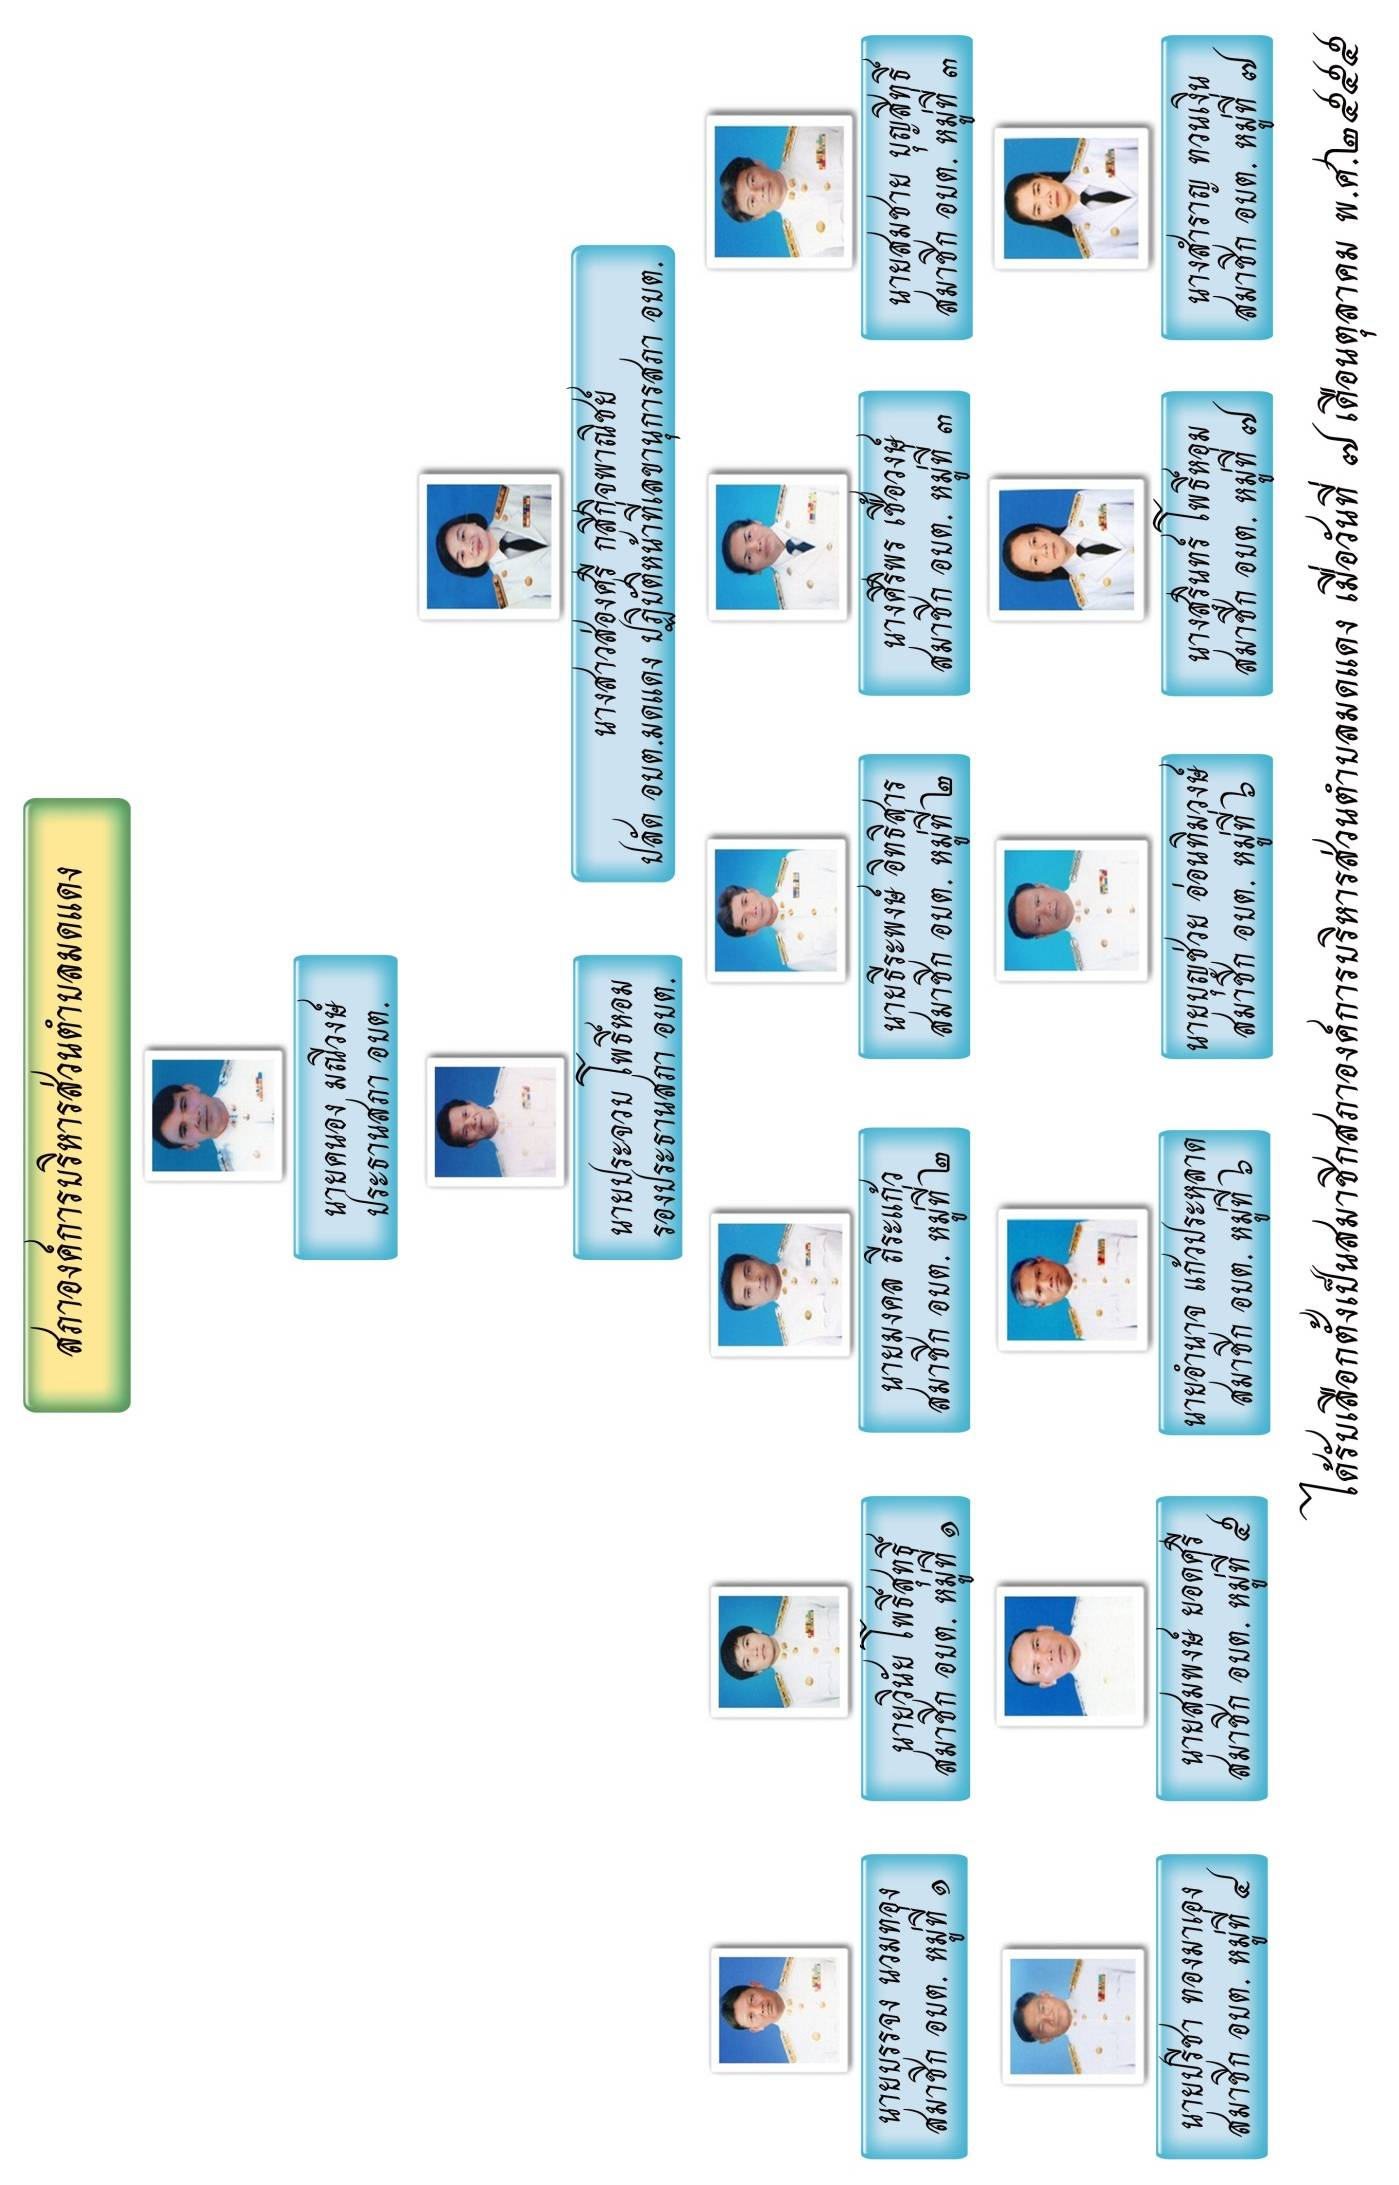 สภาองค์การบริหารส่วนตำบลมดแดง
นายคนอง มณีวงษ์
ประธานสภา อบต.
นายประจวบ โพธิ์หอม
รองประธานสภา อบต.
นางสาวส่องศรี กสิกิจพาณิชย์
ปลัด อบต.มดแดง ปฏิบัติหน้าที่เลขานุการสภา อบต.
นายบรรจง นวมทอง
สมาชิก อบต. หมู่ที่ ๑
นายวินัย โพธิ์สุทธิ์
สมาชิก อบต. หมู่ที่ ๑
นายมงคล ถีระแก้ว
สมาชิก อบต. หมู่ที่ ๒
นายธีระพงษ์ อิทธิสาร
สมาชิก อบต. หมู่ที่ ๒
นางศิริพร เชื้อวงษ์
สมาชิก อบต. หมู่ที่ ๓
นายสมชาย บุญสิทธิ์
สมาชิก อบต. หมู่ที่ ๓
นายปรีชา ทองมาเอง
สมาชิก อบต. หมู่ที่ ๔
นายสมพงษ์ ยอดศรี
สมาชิก อบต. หมู่ที่ ๕
นายอำนาจ แก้วประหลาด
สมาชิก อบต. หมู่ที่ ๖
นายบุญช่วย อ่อนทิมวงษ์
สมาชิก อบต. หมู่ที่ ๖
นางสิรินทร์ โพธิ์หอม
สมาชิก อบต. หมู่ที่ ๗
นางสำราญ ทวนเงิน
สมาชิก อบต. หมู่ที่ ๗
ได้รับเลือกตั้งเป็นสมาชิกสภาองค์การบริหารส่วนตำบลมดแดง เมื่อวันที่ ๗ เดือนตุลาคม พ.ศ.๒๕๕๕